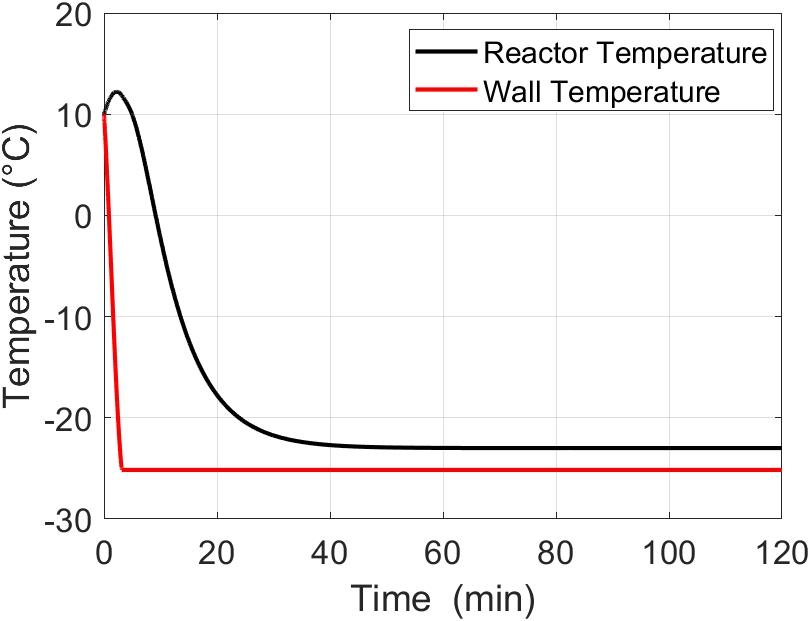 20
10
0
-10
-20
-30
Temperature (°C)
Reactor Temperature
Wall Temperature
0 20 40 60 80 100 120
Time (min)